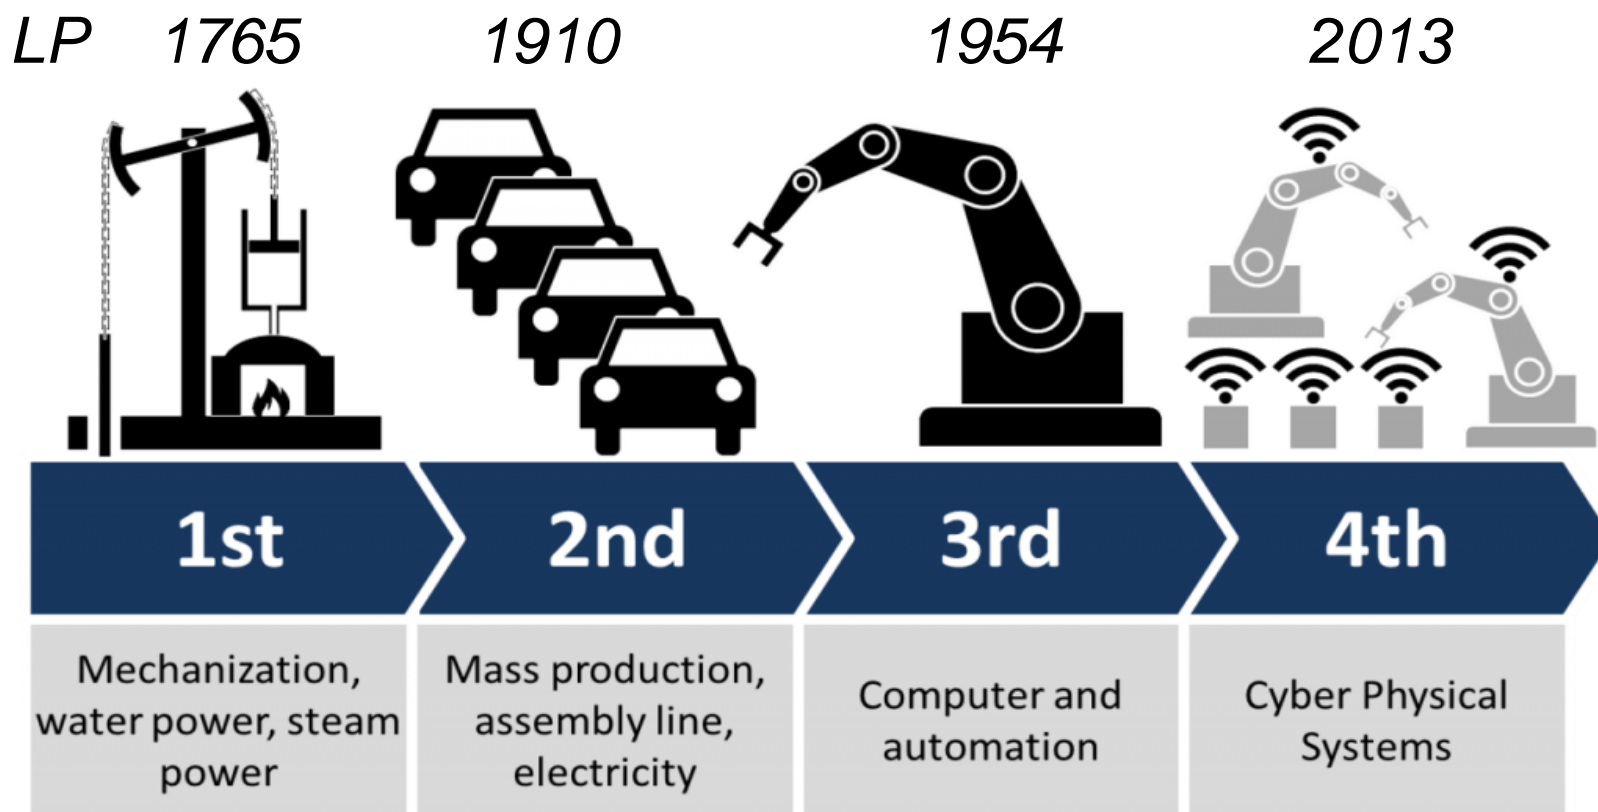 LP 1765 1910 1954 2013
1st 2nd 3rd 4th
Mechanization,
water power, steam
power
Mass production,
assembly line,
electricity
Computer and
automation
Cyber Physical
Systems